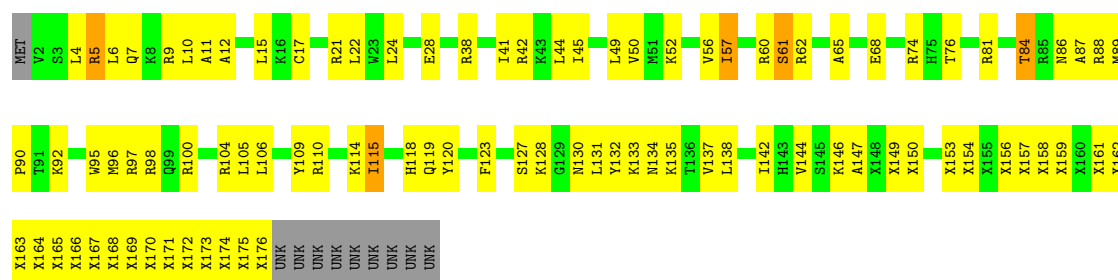 MET V2 S3 L4 R5 L6 Q7 K8 R9 L10 A11 A12 L15 K16 C17 R21 L22 W23 L24 E28 R38 I41 R42 K43 L44 I45 L49 V50 M51 K52 V56 I57 R60 S61 R62 A65 E68 R74 H75 T76 R81 T84 R85 N86 A87 R88 M89
P90 T91 K92 W95 M96 R97 R98 Q99 R100 R104 L105 L106 Y109 R110 K114 I115 H118 Q119 Y120 F123 S127 K128 G129 N130 L131 Y132 K133 N134 K135 T136 V137 L138 I142 H143 V144 S145 K146 A147 X148 X149 X150 X153 X154 X155 X156 X157 X158 X159 X160 X161 X162
X163 X164 X165 X166 X167 X168 X169 X170 X171 X172 X173 X174 X175 X176 UNK UNK UNK UNK UNK UNK UNK